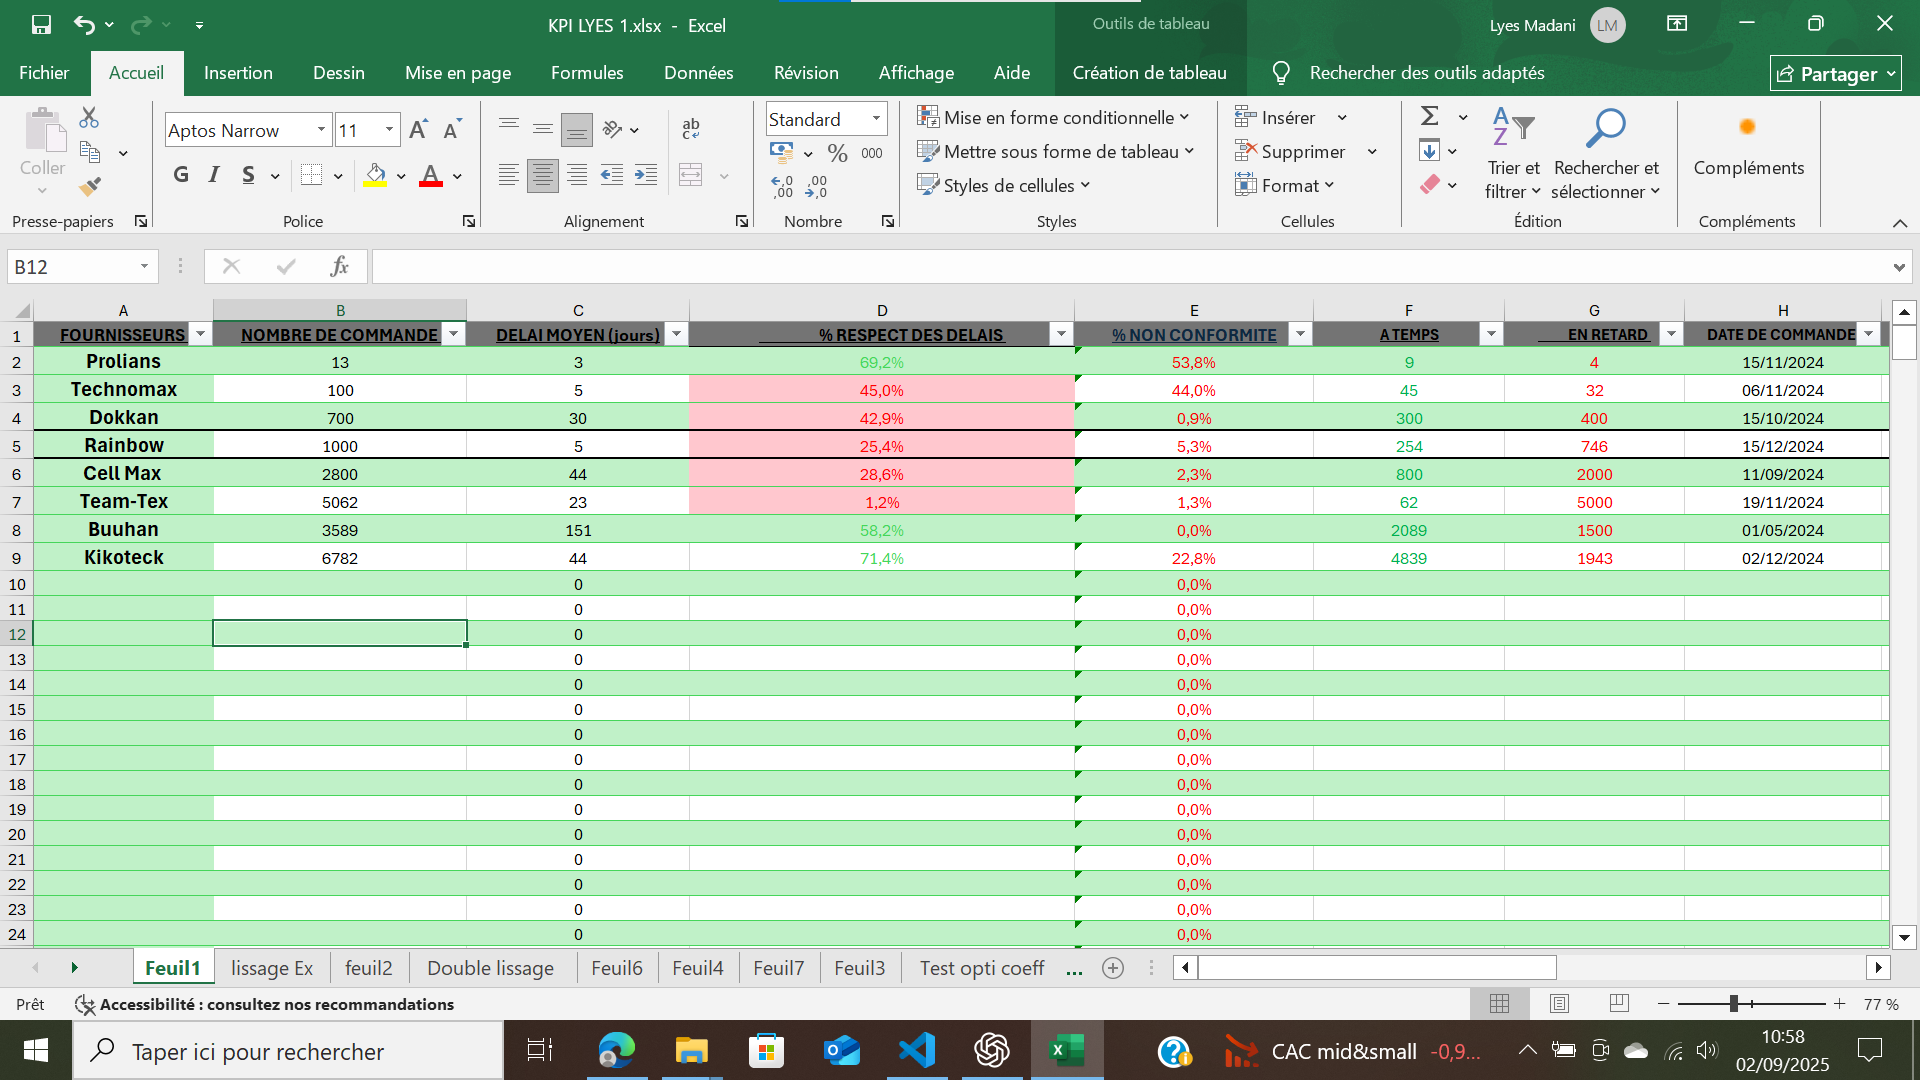 KPI LYES 1.xlsx - Excel
Outils de tableau
Lyes Madani
LM
Fichier
Accueil
Insertion
Dessin
Mise en page
Formules
Données
Révision
Affichage
Aide
Création de tableau
Rechercher des outils adaptés
Partager
Coller
Presse-papiers
Aptos Narrow
11
G I S
Police
ab
Alignement
Standard
% 000
Nombre
Mise en forme conditionnelle
Mettre sous forme de tableau
Styles de cellules
Styles
Insérer
Supprimer
Format
Cellules
Trier et filtrer
Rechercher et sélectionner
Édition
Compléments
Compléments
B12
fx
A B C D E F G H
1 FOURNISSEURS NOMBRE DE COMMANDE DELAI MOYEN (jours) % RESPECT DES DELAIS % NON CONFORMITE A TEMPS EN RETARD DATE DE COMMANDE
2 Prolians 13 3 69,2% 53,8% 9 4 15/11/2024
3 Technomax 100 5 45,0% 44,0% 45 32 06/11/2024
4 Dokkan 700 30 42,9% 0,9% 300 400 15/10/2024
5 Rainbow 1000 5 25,4% 5,3% 254 746 15/12/2024
6 Cell Max 2800 44 28,6% 2,3% 800 2000 11/09/2024
7 Team-Tex 5062 23 1,2% 1,3% 62 5000 19/11/2024
8 Buuhan 3589 151 58,2% 0,0% 2089 1500 01/05/2024
9 Kikoteck 6782 44 71,4% 22,8% 4839 1943 02/12/2024
10 0 0,0%
11 0 0,0%
12 0 0,0%
13 0 0,0%
14 0 0,0%
15 0 0,0%
16 0 0,0%
17 0 0,0%
18 0 0,0%
19 0 0,0%
20 0 0,0%
21 0 0,0%
22 0 0,0%
23 0 0,0%
24 0 0,0%
Feuil1
lissage Ex
feuil2
Double lissage
Feuil6
Feuil4
Feuil7
Feuil3
Test opti coeff
...
Prêt
Accessibilité : consultez nos recommandations
77 %
Taper ici pour rechercher
CAC mid&small -0,9...
10:58
02/09/2025